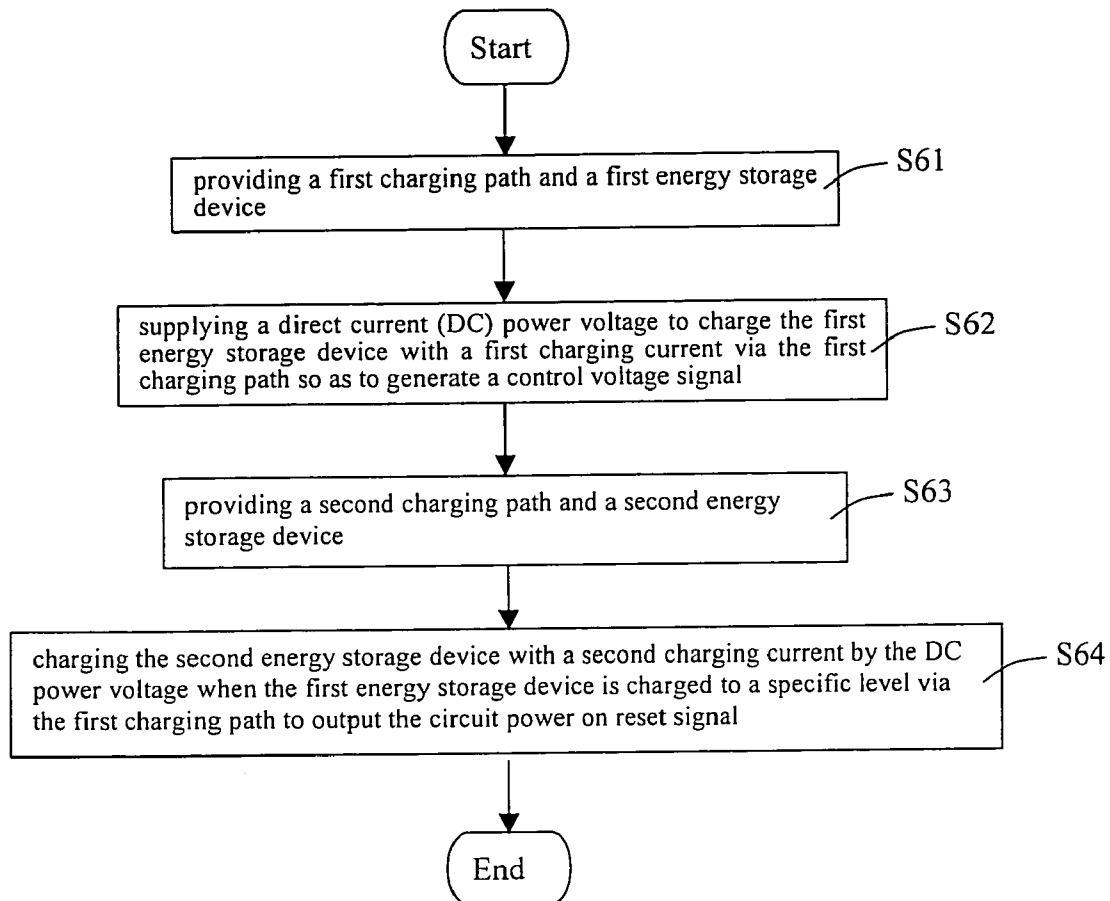 Start
providing a first charging path and a first energy storage
device
S61
supplying a direct current (DC) power voltage to charge the first
energy storage device with a first charging current via the first
charging path so as to generate a control voltage signal
S62
providing a second charging path and a second energy
storage device
S63
charging the second energy storage device with a second charging current by the DC
power voltage when the first energy storage device is charged to a specific level via
the first charging path to output the circuit power on reset signal
S64
End